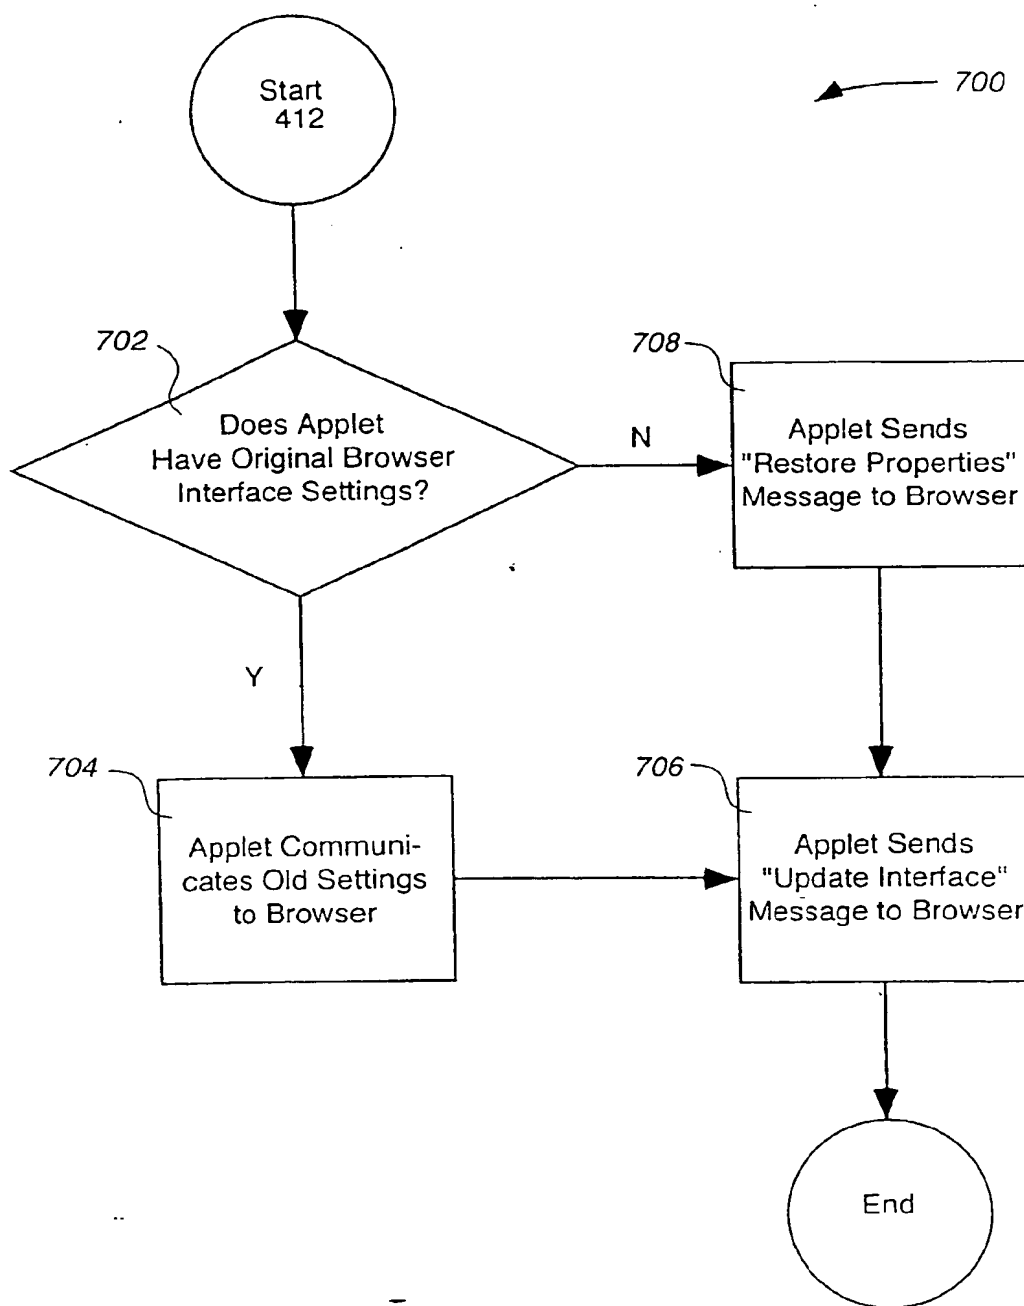 Start
412
700
702
Does Applet
Have Original Browser
Interface Settings?
N
708
Applet Sends
"Restore Properties"
Message to Browser
Y
704
Applet Communi-
cates Old Settings
to Browser
706
Applet Sends
"Update Interface"
Message to Browser
End